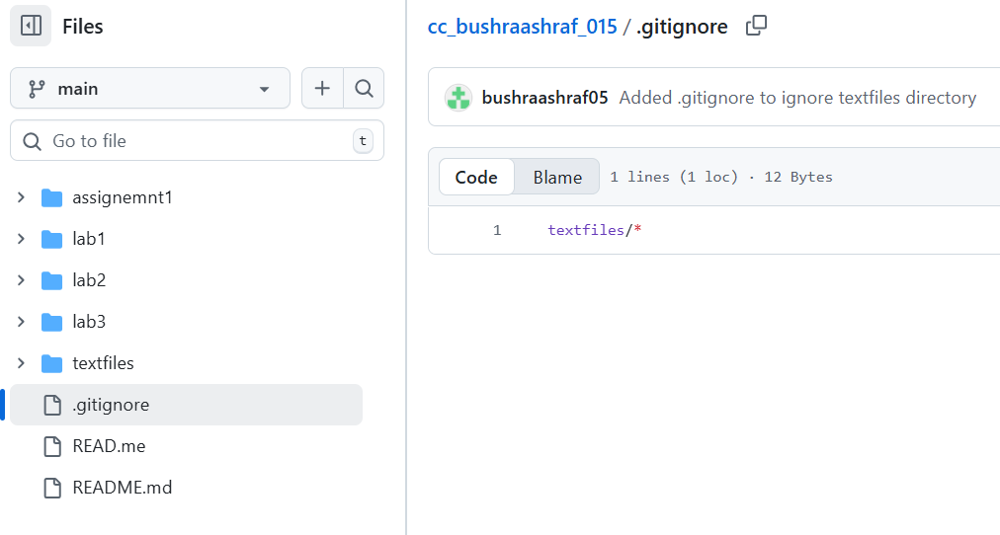 Files
main
Go to file
t
assignemnt1
lab1
lab2
lab3
textfiles
.gitignore
READ.me
README.md
cc_bushraashraf_015 / .gitignore
bushraashraf05 Added .gitignore to ignore textfiles directory
Code Blame 1 lines (1 loc) · 12 Bytes
1 textfiles/*